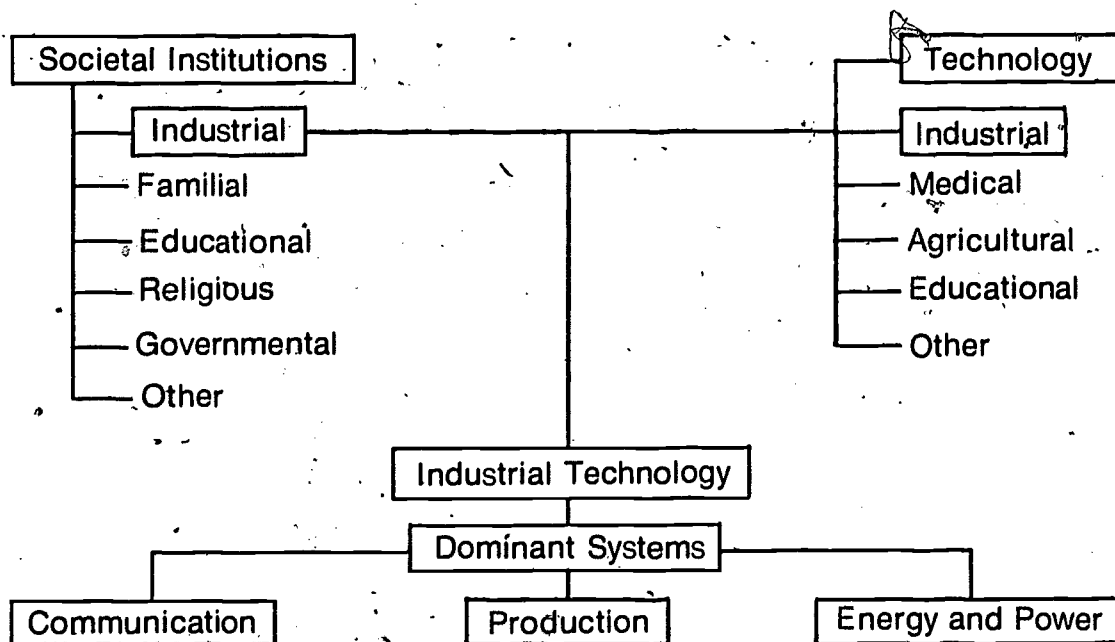 Societal Institutions
Industrial
Familial
Educational
Religious
Governmental
Other
Technology
Industrial
Medical
Agricultural
Educational
Other
Industrial Technology
Dominant Systems
Communication
Production
Energy and Power